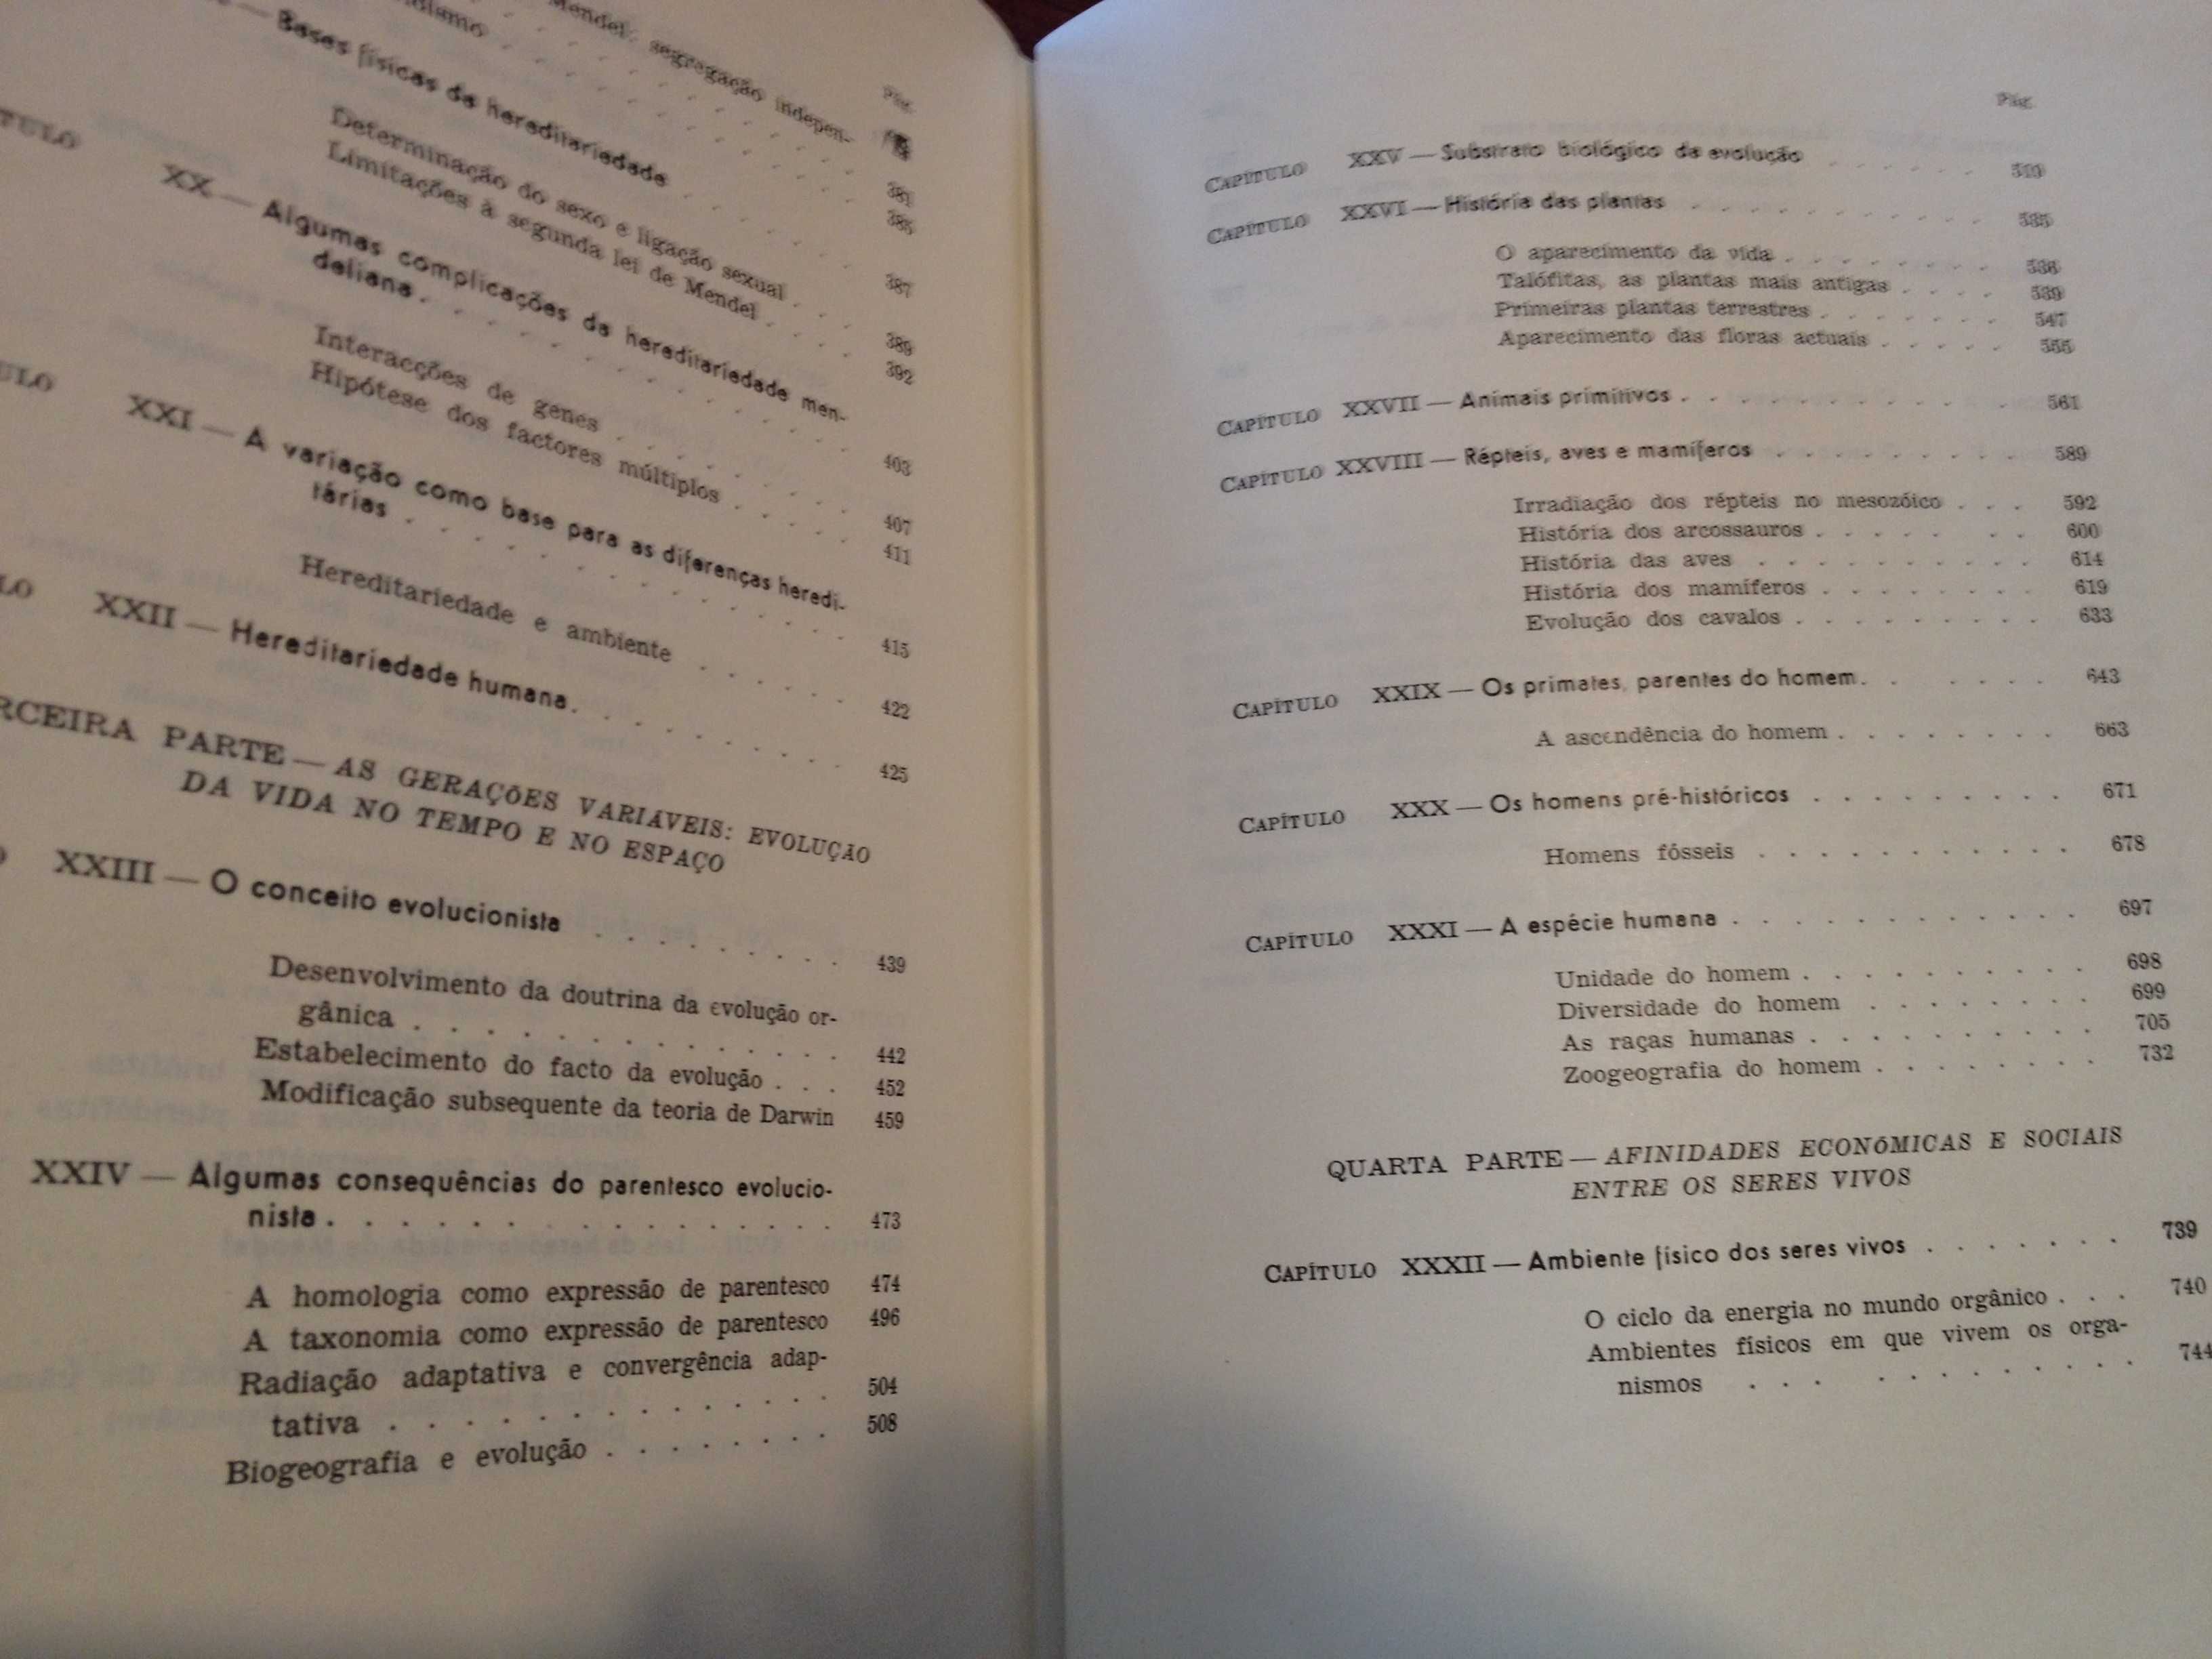 Mendel: segregação indepen-
Pág.
— Bases físicas da hereditariedade
381
385
Determinação do sexo e ligação sexual . 387
Limitações à segunda lei de Mendel . 389
392
XX — Algumas complicações da hereditariedade men-
deliana . 403
Interacções de genes . 407
Hipótese dos factores múltiplos . 411
XXI — A variação como base para as diferenças heredi-
tárias . 415
Hereditariedade e ambiente . 422
XXII — Hereditariedade humana . 425
RCEIRA PARTE — AS GERAÇÕES VARIÁVEIS: EVOLUÇÃO
DA VIDA NO TEMPO E NO ESPAÇO
XXIII — O conceito evolucionista . 439
Desenvolvimento da doutrina da evolução or-
gânica . 442
Estabelecimento do facto da evolução . . . 452
Modificação subsequente da teoria de Darwin 459
XXIV — Algumas consequências do parentesco evolucio-
nista . 473
A homologia como expressão de parentesco 474
A taxonomia como expressão de parentesco 496
Radiação adaptativa e convergência adap-
tativa . 504
Biogeografia e evolução . 508
Pág.
CAPÍTULO XXV — Substrato biológico da evolução . 519
CAPÍTULO XXVI — História das plantas . 535
O aparecimento da vida . 536
Talófitas, as plantas mais antigas . 539
Primeiras plantas terrestres . 547
Aparecimento das floras actuais . 555
CAPÍTULO XXVII — Animais primitivos . 561
CAPÍTULO XXVIII — Répteis, aves e mamíferos . 589
Irradiação dos répteis no mesozóico . . . 592
História dos arcossauros . 600
História das aves . 614
História dos mamíferos . 619
Evolução dos cavalos . 633
CAPÍTULO XXIX — Os primates, parentes do homem . 643
A ascendência do homem . 663
CAPÍTULO XXX — Os homens pré-históricos . 671
Homens fósseis . 678
CAPÍTULO XXXI — A espécie humana . 697
Unidade do homem . 698
Diversidade do homem . 699
As raças humanas . 705
Zoogeografia do homem . 732
QUARTA PARTE — AFINIDADES ECONÓMICAS E SOCIAIS
ENTRE OS SERES VIVOS
CAPÍTULO XXXII — Ambiente físico dos seres vivos . 739
O ciclo da energia no mundo orgânico . . . 740
Ambientes físicos em que vivem os orga-
nismos . 744